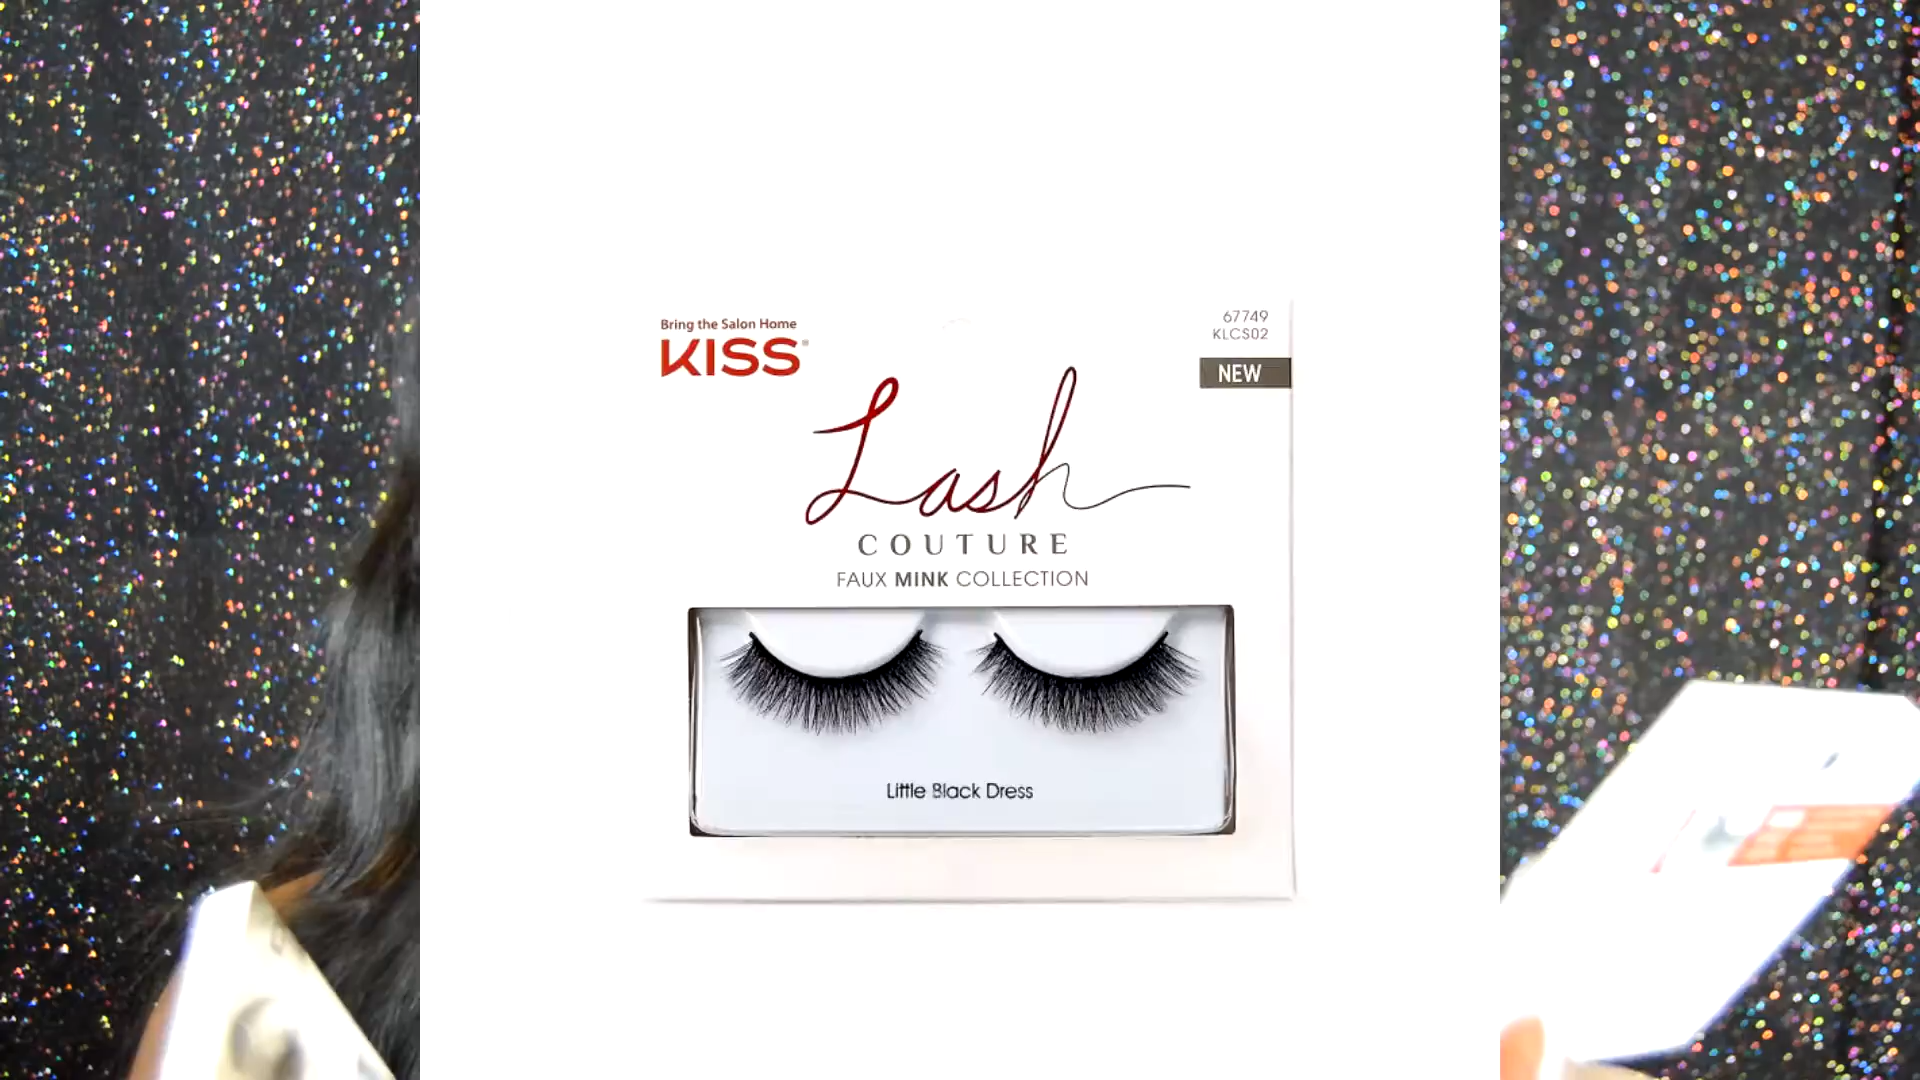 Bring the Salon Home
KISS®
67749
KLCS02
NEW
Lash
COUTURE
FAUX MINK COLLECTION
Little Black Dress